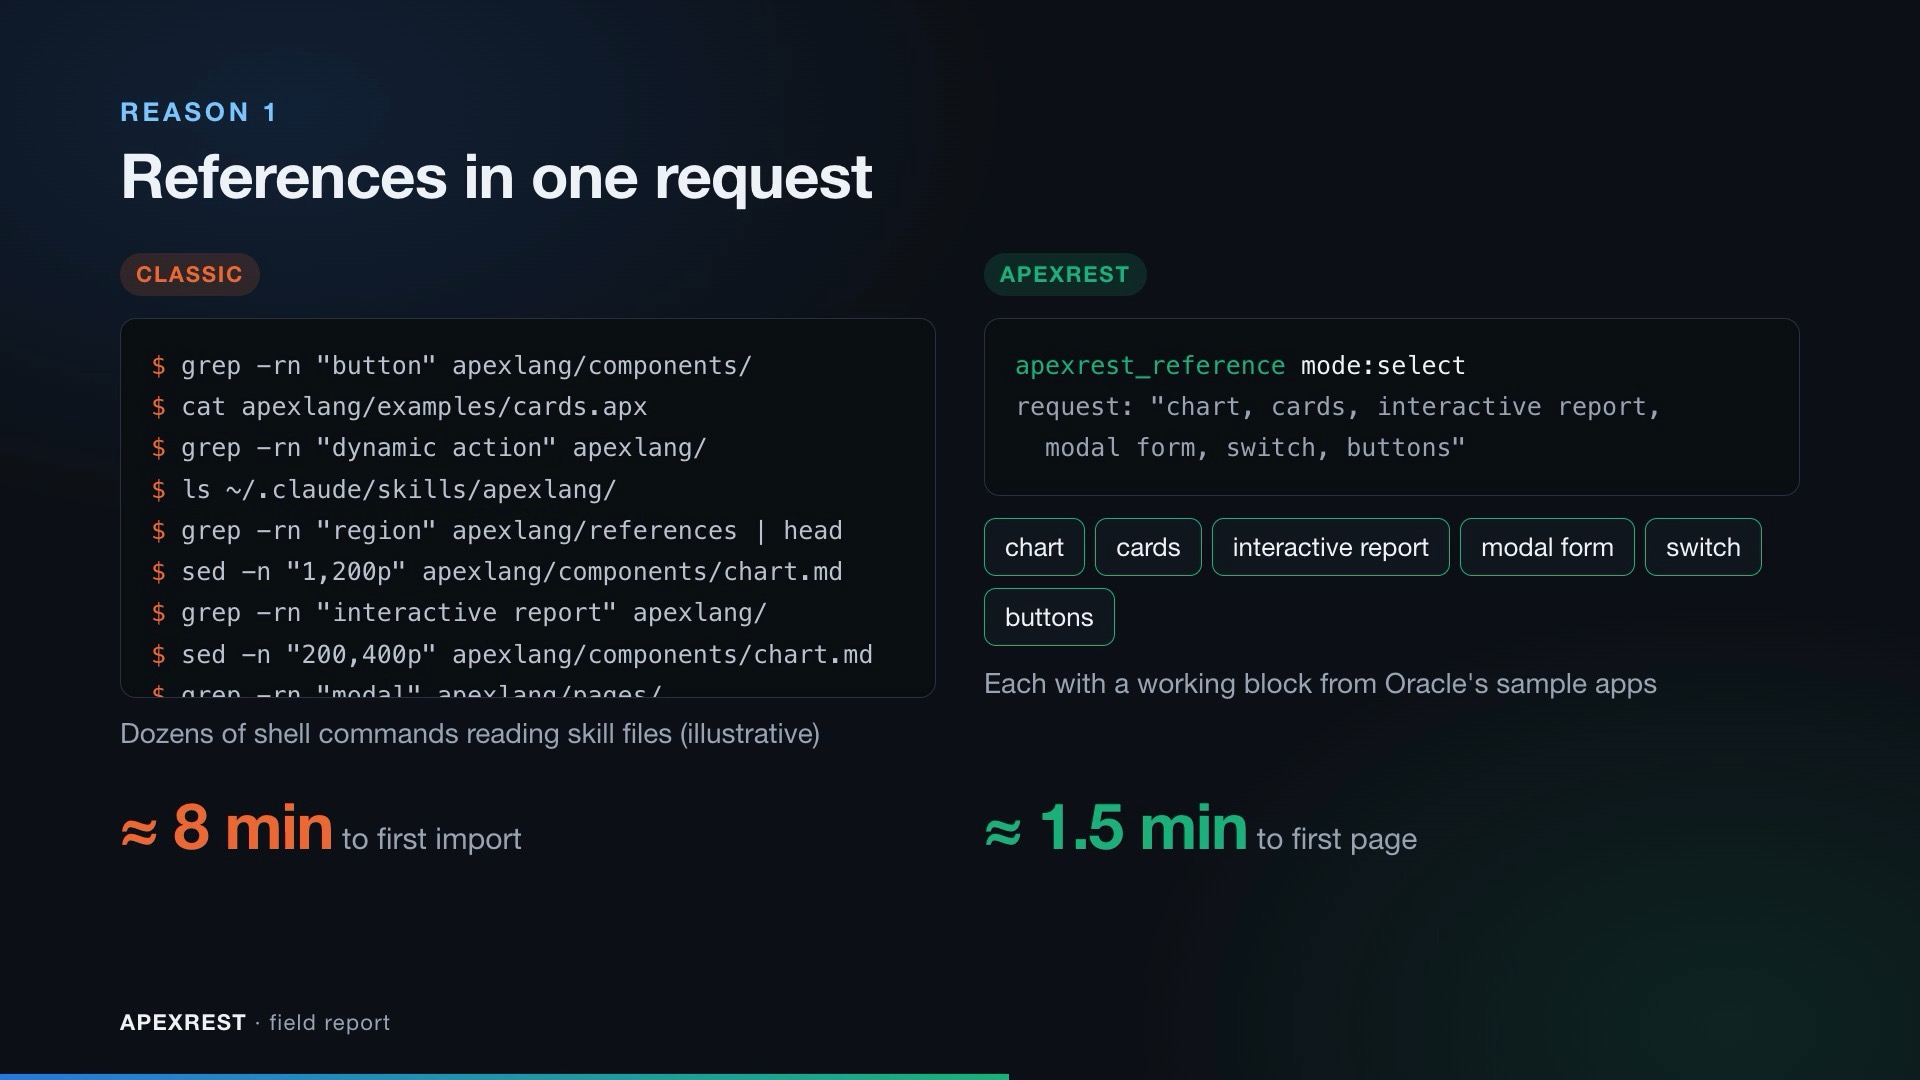 REASON 1
References in one request
CLASSIC
$ grep -rn "button" apexlang/components/
$ cat apexlang/examples/cards.apx
$ grep -rn "dynamic action" apexlang/
$ ls ~/.claude/skills/apexlang/
$ grep -rn "region" apexlang/references | head
$ sed -n "1,200p" apexlang/components/chart.md
$ grep -rn "interactive report" apexlang/
$ sed -n "200,400p" apexlang/components/chart.md
$ grep -rn "modal" apexlang/pages/
Dozens of shell commands reading skill files (illustrative)
≈ 8 min to first import
APEXREST
apexrest_reference mode:select
request: "chart, cards, interactive report,
modal form, switch, buttons"
chart cards interactive report modal form switch
buttons
Each with a working block from Oracle's sample apps
≈ 1.5 min to first page
APEXREST · field report